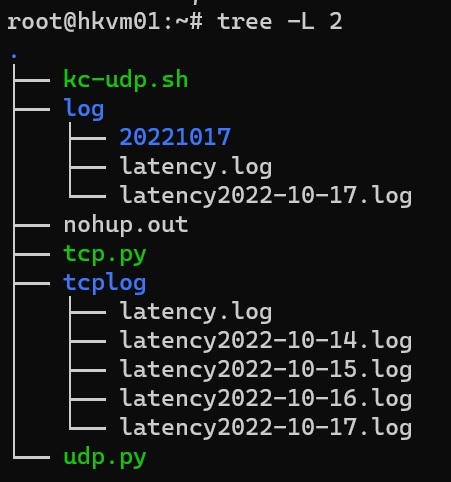 root@hkvm01:~# tree -L 2
.
├── kc-udp.sh
├── log
│   ├── 20221017
│   ├── latency.log
│   └── latency2022-10-17.log
├── nohup.out
├── tcp.py
├── tcplog
│   ├── latency.log
│   ├── latency2022-10-14.log
│   ├── latency2022-10-15.log
│   ├── latency2022-10-16.log
│   └── latency2022-10-17.log
└── udp.py